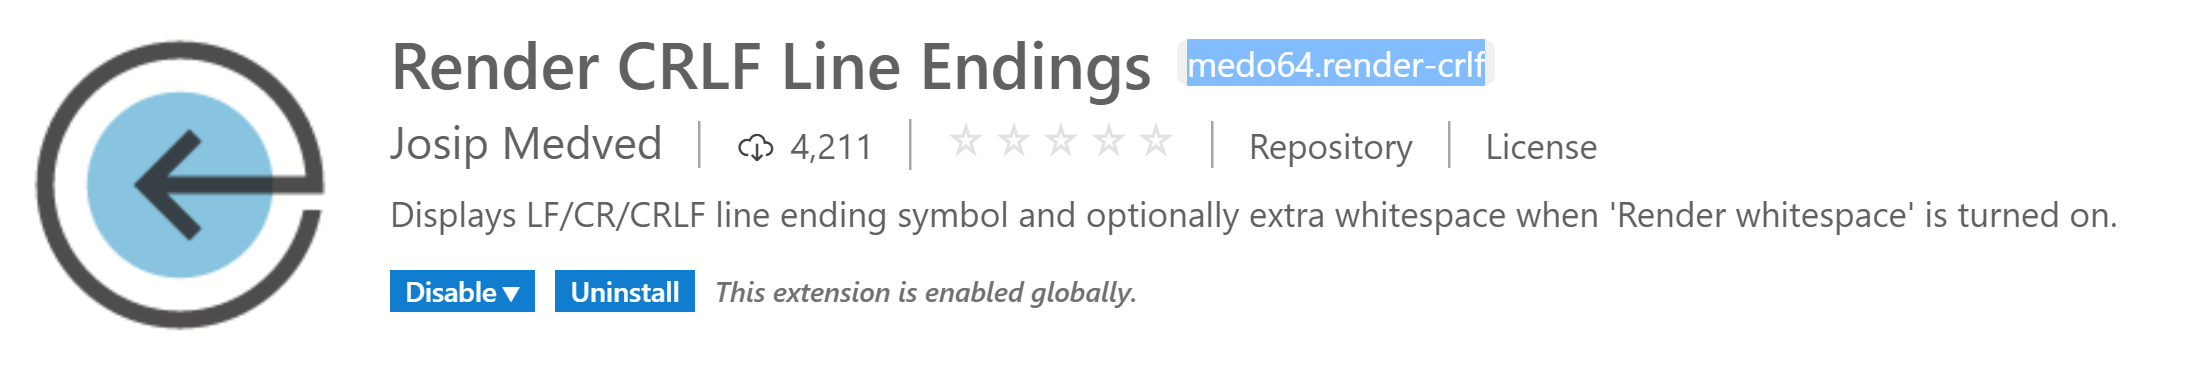 Render CRLF Line Endings medo64.render-crlf
Josip Medved 4,211 Repository License
Displays LF/CR/CRLF line ending symbol and optionally extra whitespace when 'Render whitespace' is turned on.
Disable Uninstall This extension is enabled globally.